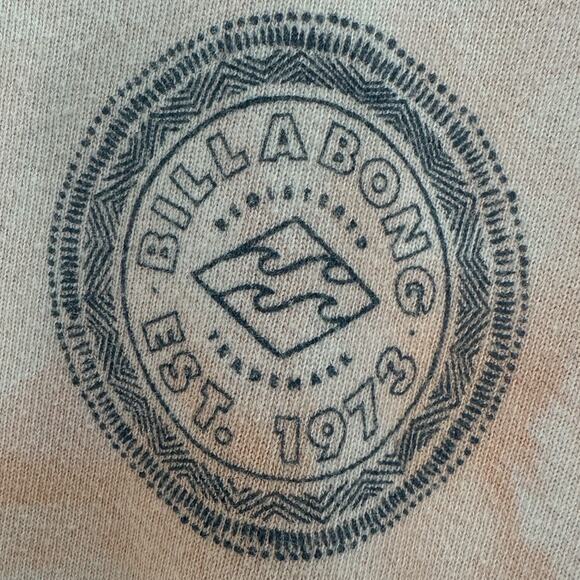 BILLABONG
REGISTERED
TRADEMARK
EST. 1973